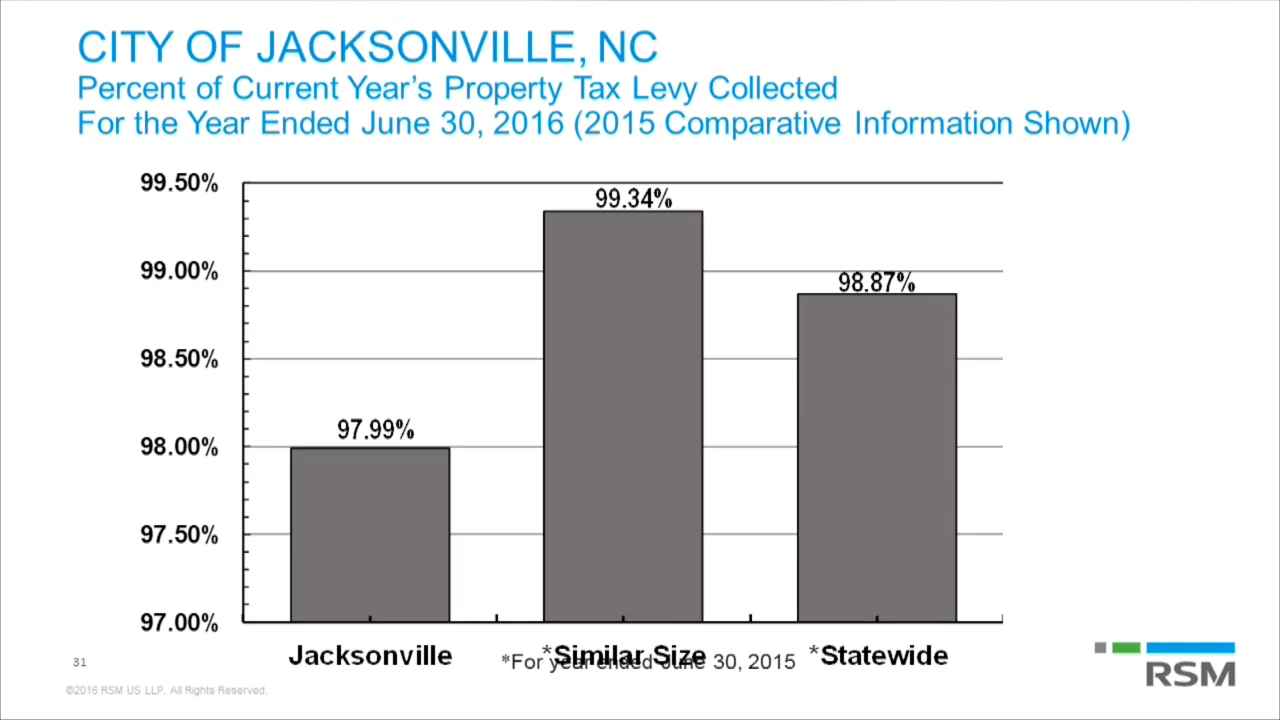 CITY OF JACKSONVILLE, NC
Percent of Current Year's Property Tax Levy Collected
For the Year Ended June 30, 2016 (2015 Comparative Information Shown)
99.50%
99.34%
99.00%
98.87%
98.50%
97.99%
98.00%
97.50%
97.00%
Jacksonville
*Similar Size
*Statewide
*For year ended June 30, 2015
31
©2016 RSM US LLP. All Rights Reserved.
RSM